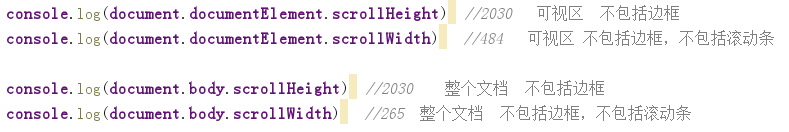 console.log(document.documentElement.scrollHeight) //2030 可视区 不包括边框
console.log(document.documentElement.scrollWidth) //484 可视区 不包括边框，不包括滚动条
console.log(document.body.scrollHeight) //2030 整个文档 不包括边框
console.log(document.body.scrollWidth) //265 整个文档 不包括边框，不包括滚动条